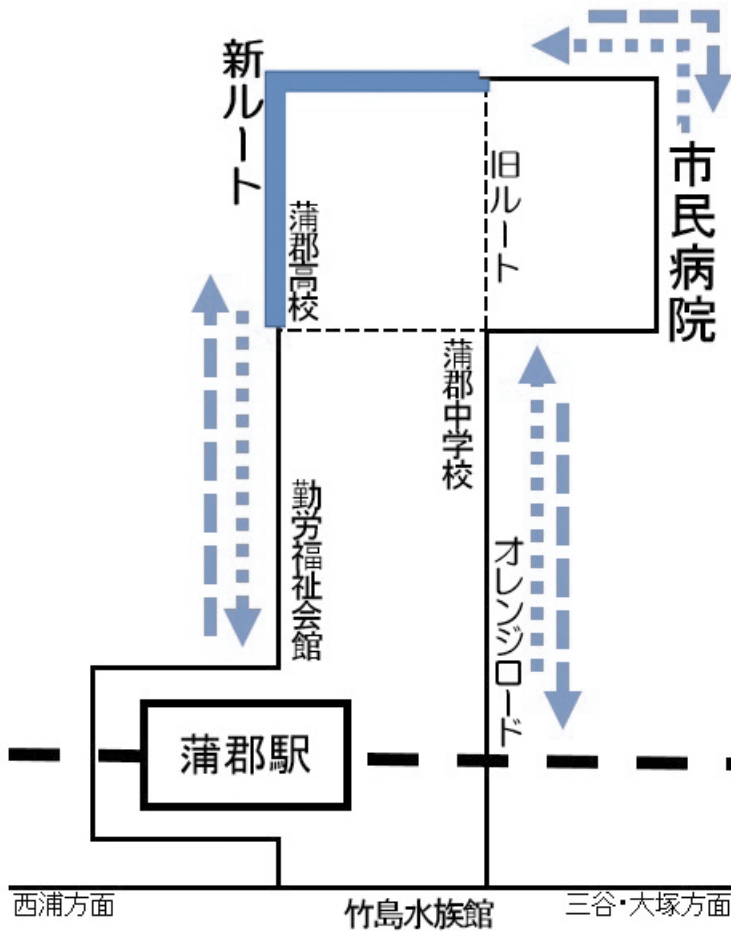 新ルート
旧ルート
市民病院
蒲郡高校
蒲郡中学校
勤労福祉会館
オレンジロード
蒲郡駅
西浦方面
竹島水族館
三谷・大塚方面